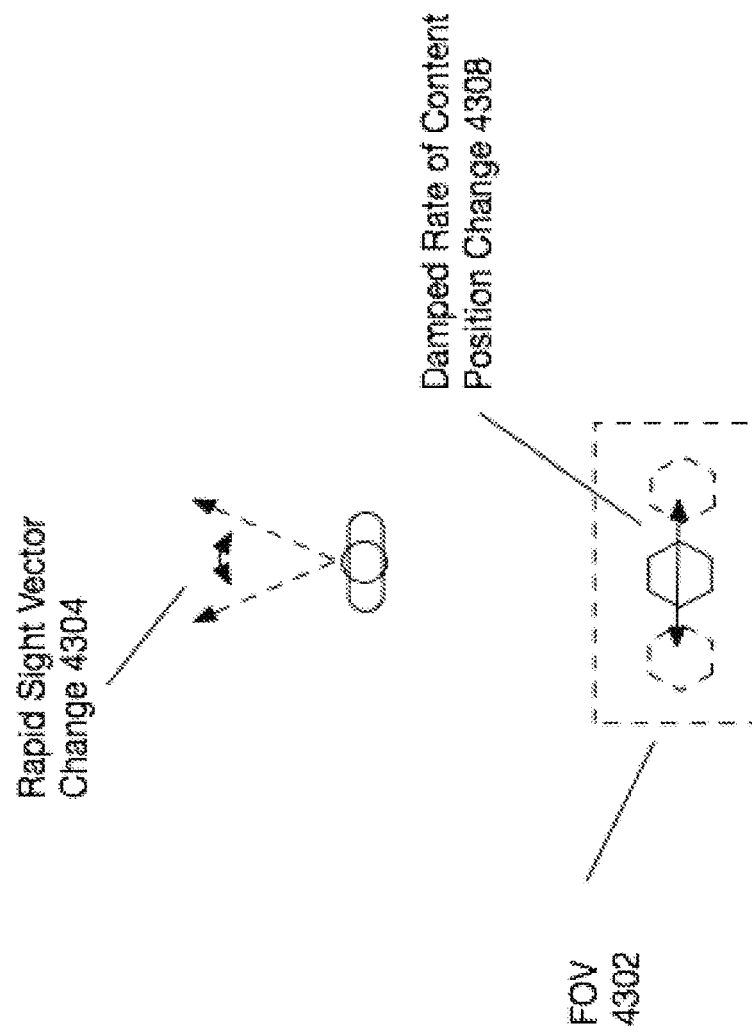 Rapid Sight Vector
Change 4304
Damped Rate of Content
Position Change 4308
FOV
4302